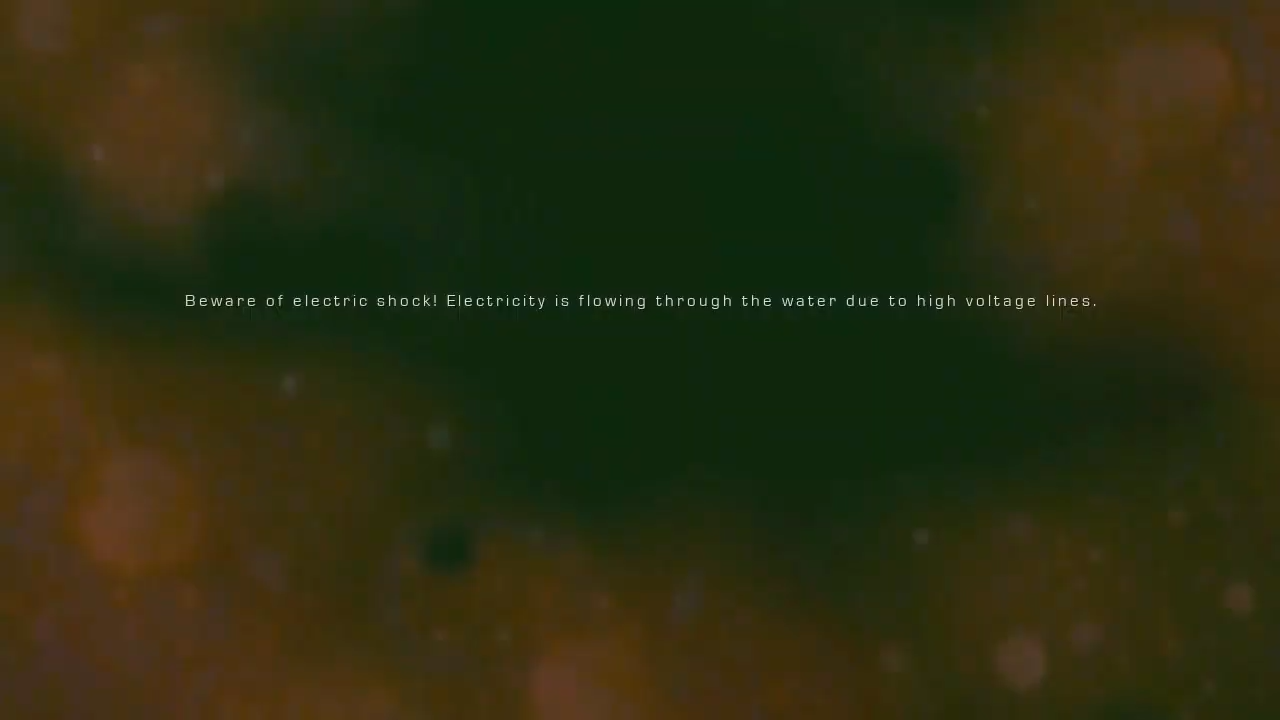 Beware of electric shock! Electricity is flowing through the water due to high voltage lines.